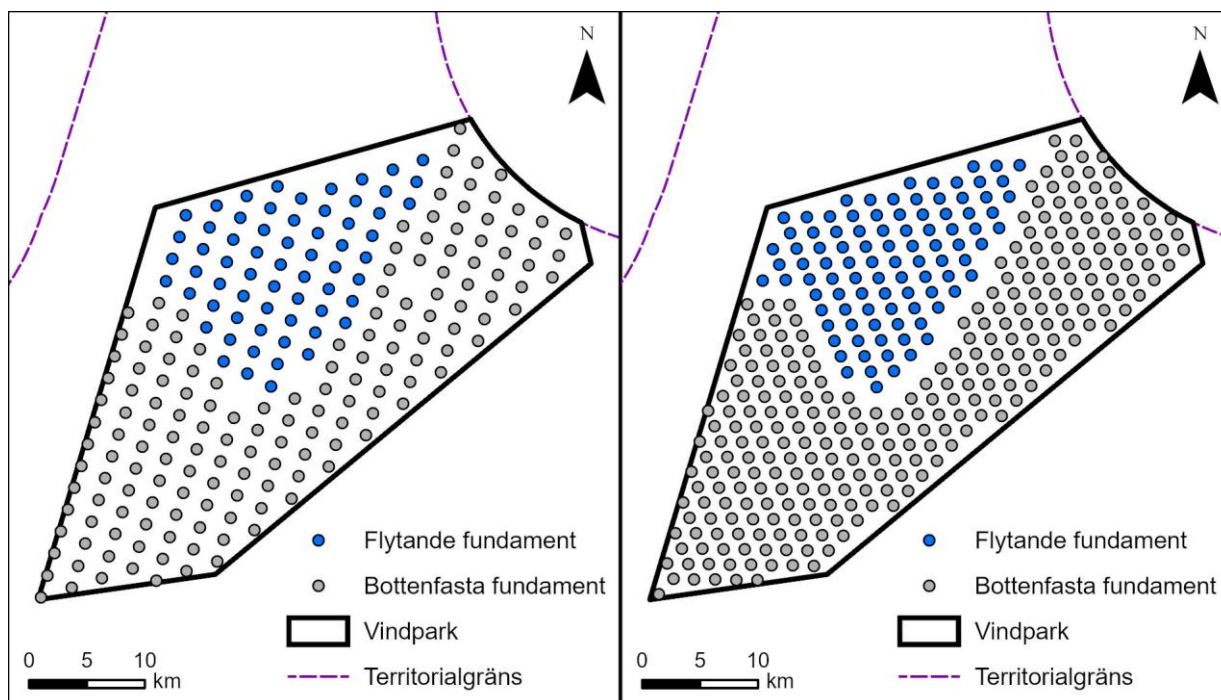 N
Flytande fundament
Bottenfasta fundament
Vindpark
Territorialgräns
0 5 10
km
N
Flytande fundament
Bottenfasta fundament
Vindpark
Territorialgräns
0 5 10
km